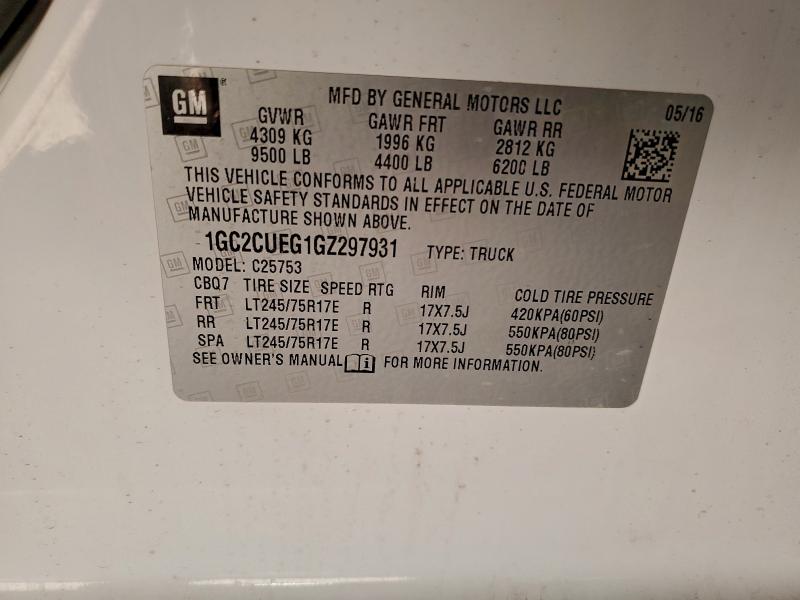 GM ®
MFD BY GENERAL MOTORS LLC 05/16
GVWR GAWR FRT GAWR RR
4309 KG 1996 KG 2812 KG
9500 LB 4400 LB 6200 LB
THIS VEHICLE CONFORMS TO ALL APPLICABLE U.S. FEDERAL MOTOR
VEHICLE SAFETY STANDARDS IN EFFECT ON THE DATE OF
MANUFACTURE SHOWN ABOVE.
1GC2CUEG1GZ297931 TYPE: TRUCK
MODEL: C25753
CBQ7 TIRE SIZE SPEED RTG RIM COLD TIRE PRESSURE
FRT LT245/75R17E R 17X7.5J 420KPA(60PSI)
RR LT245/75R17E R 17X7.5J 550KPA(80PSI)
SPA LT245/75R17E R 17X7.5J 550KPA(80PSI)
SEE OWNER'S MANUAL i FOR MORE INFORMATION.